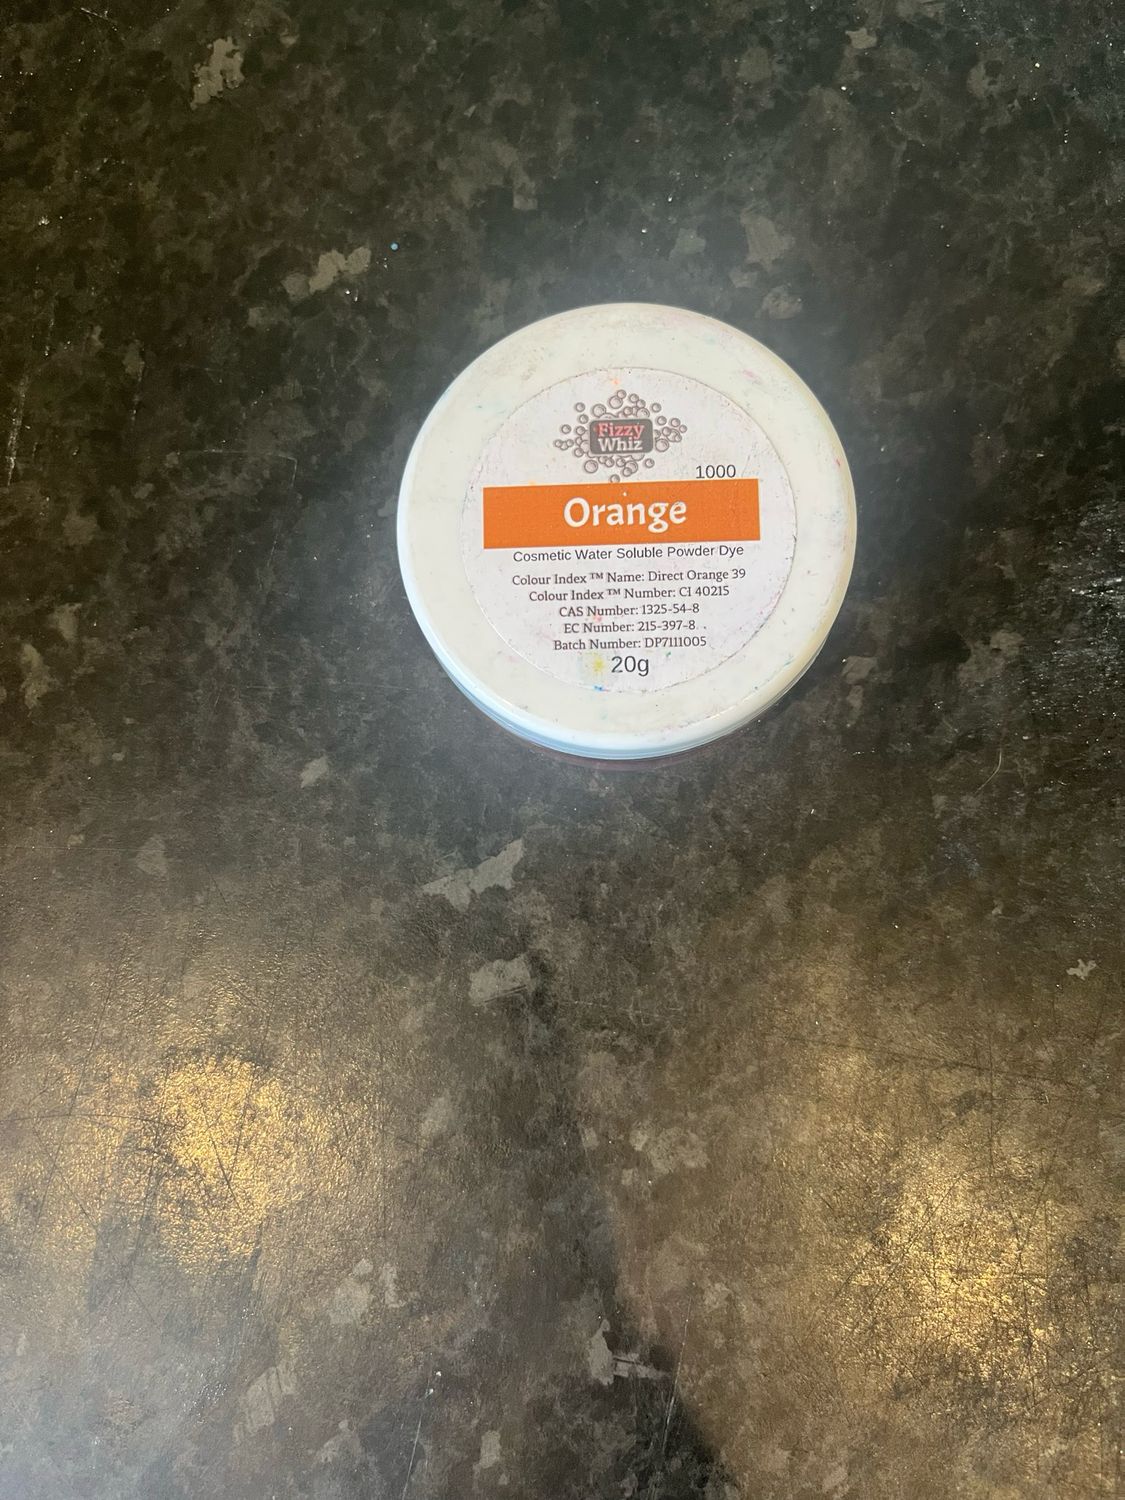 Fizzy
Whiz
1000
Orange
Cosmetic Water Soluble Powder Dye
Colour Index ™ Name: Direct Orange 39
Colour Index ™ Number: CI 40215
CAS Number: 1325-54-8
EC Number: 215-397-8
Batch Number: DP7111005
20g